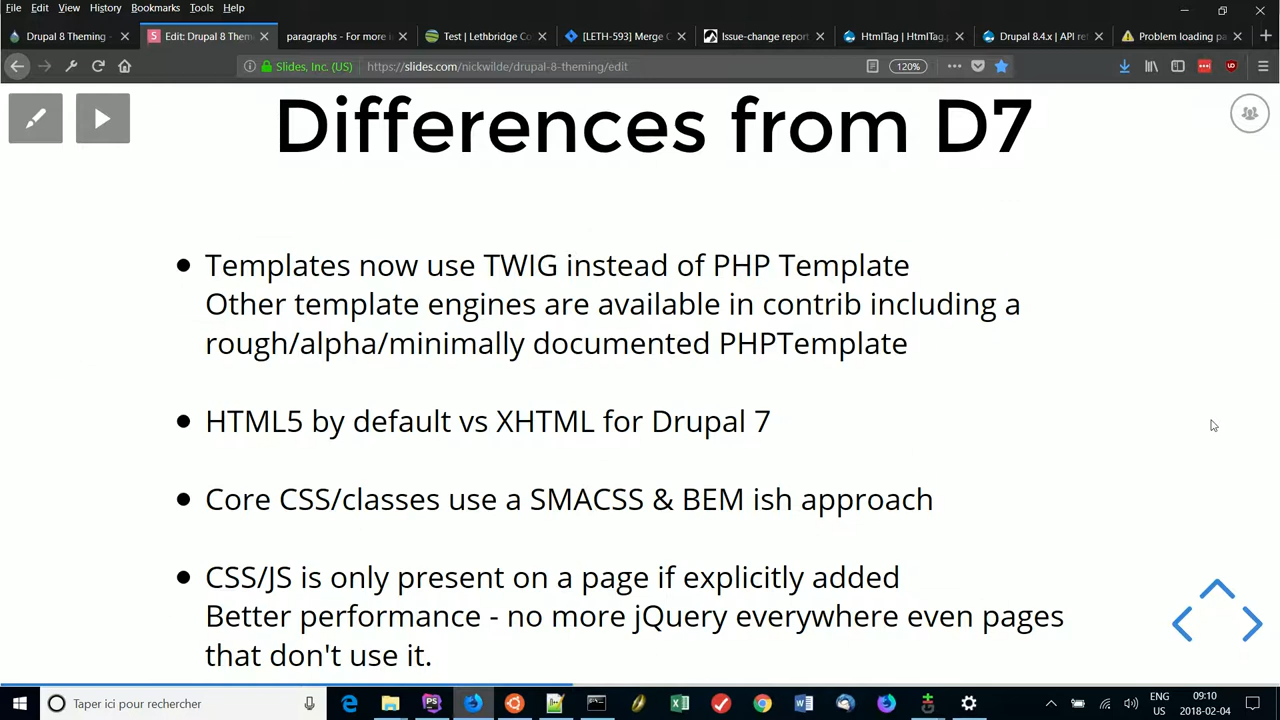 File Edit View History Bookmarks Tools Help
Drupal 8 Theming - Edit: Drupal 8 Them paragraphs - For more i Test | Lethbridge Co [LETH-593] Merge C Issue-change report HtmlTag | HtmlTag.p Drupal 8.4.x | API re Problem loading pa
Slides, Inc. (US) https://slides.com/nickwilde/drupal-8-theming/edit 120%
Differences from D7
Templates now use TWIG instead of PHP Template
Other template engines are available in contrib including a
rough/alpha/minimally documented PHPTemplate
HTML5 by default vs XHTML for Drupal 7
Core CSS/classes use a SMACSS & BEM ish approach
CSS/JS is only present on a page if explicitly added
Better performance - no more jQuery everywhere even pages
that don't use it.
Taper ici pour rechercher
ENG 09:10
US 2018-02-04